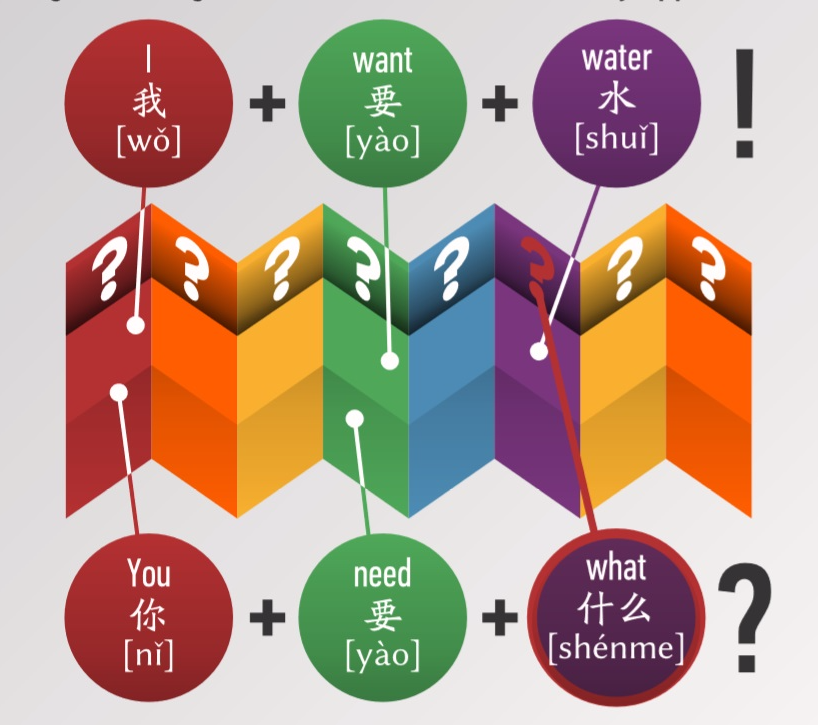 I
我
[wǒ]
+
want
要
[yào]
+
water
水
[shuǐ]
!
? ? ? ? ? ? ? ?
You
你
[nǐ]
+
need
要
[yào]
+
what
什么
[shénme]
?